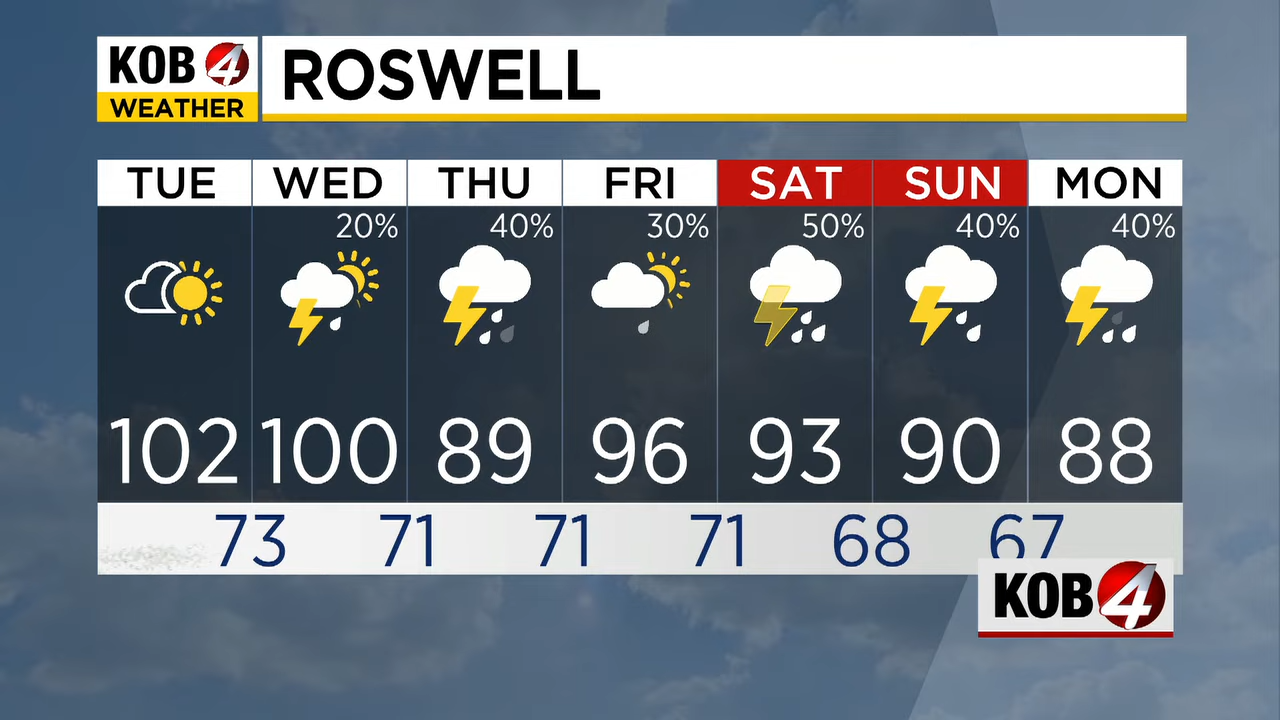 KOB 4
WEATHER
ROSWELL
TUE WED THU FRI SAT SUN MON
20% 40% 30% 50% 40% 40%
102 100 89 96 93 90 88
73 71 71 71 68 67
KOB 4